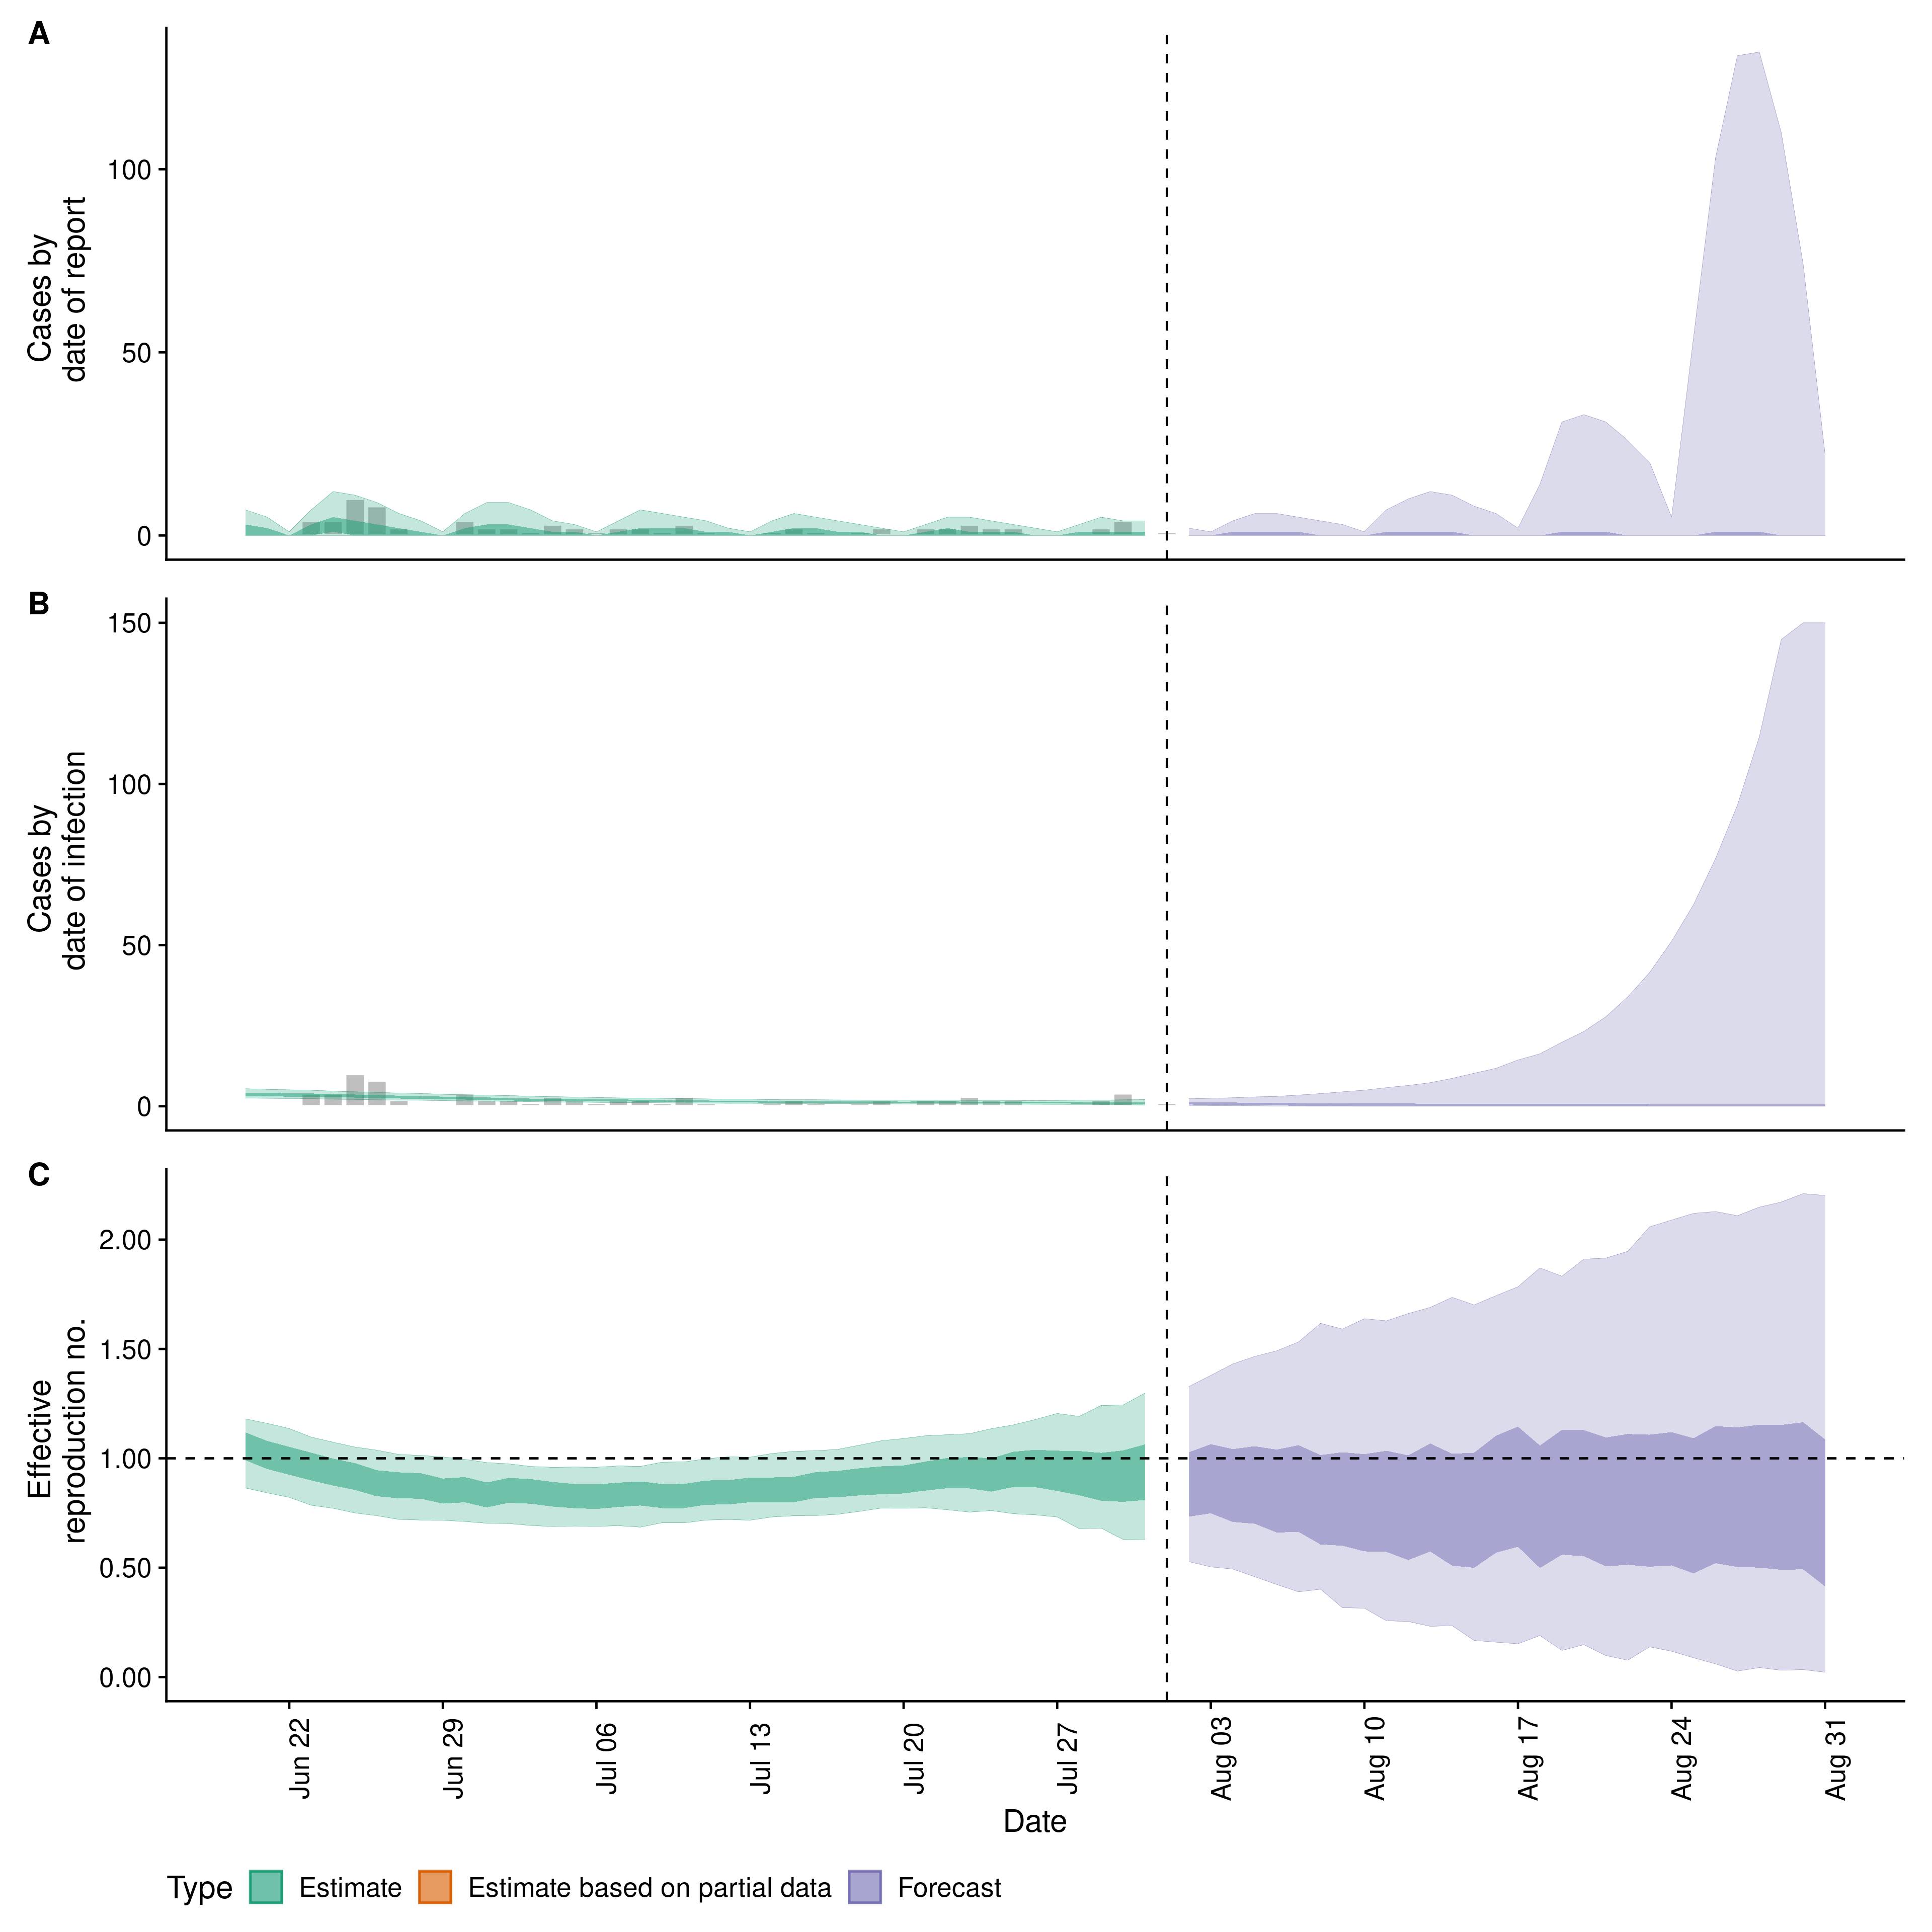 A
Cases by
date of report
100
50
0
B
Cases by
date of infection
150
100
50
0
C
Effective
reproduction no.
2.00
1.50
1.00
0.50
0.00
Jun 22
Jun 29
Jul 06
Jul 13
Jul 20
Jul 27
Aug 03
Aug 10
Aug 17
Aug 24
Aug 31
Date
Type Estimate Estimate based on partial data Forecast